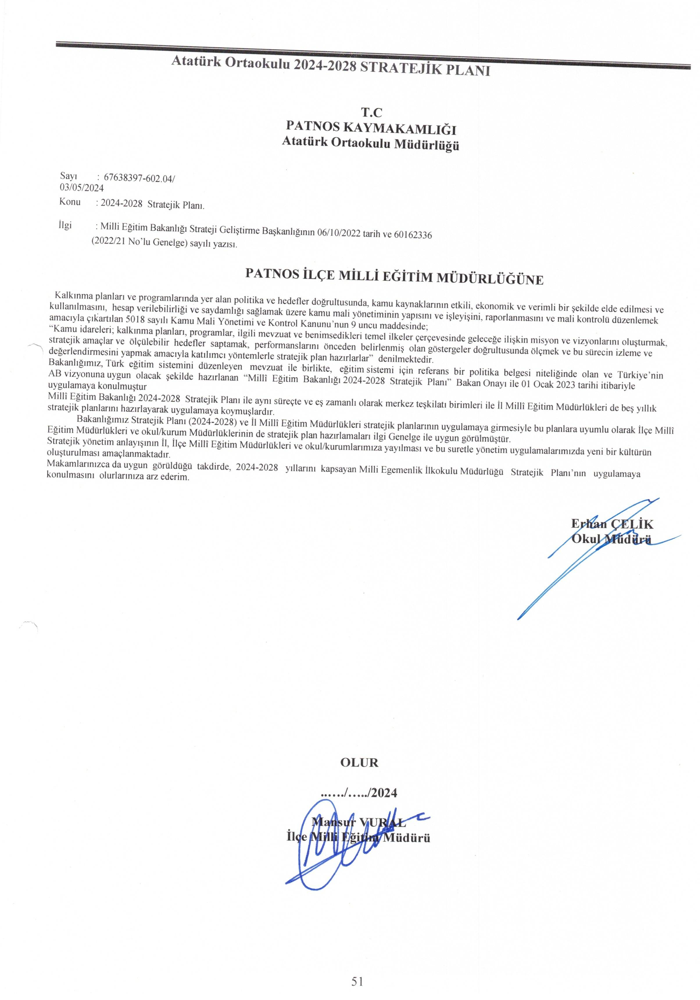 Atatürk Ortaokulu 2024-2028 STRATEJİK PLANI
T.C
PATNOS KAYMAKAMLIĞI
Atatürk Ortaokulu Müdürlüğü
Sayı : 67638397-602.04/
03/05/2024
Konu : 2024-2028 Stratejik Planı.
İlgi : Milli Eğitim Bakanlığı Strateji Geliştirme Başkanlığının 06/10/2022 tarih ve 60162336
(2022/21 No’lu Genelge) sayılı yazısı.
PATNOS İLÇE MİLLİ EĞİTİM MÜDÜRLÜĞÜNE
Kalkınma planları ve programlarında yer alan politika ve hedefler doğrultusunda, kamu kaynaklarının etkili, ekonomik ve verimli bir şekilde elde edilmesi ve
kullanılmasını, hesap verilebilirliği ve saydamlığı sağlamak üzere kamu mali yönetiminin yapısını ve işleyişini, raporlanmasını ve mali kontrolü düzenlemek
amacıyla çıkartılan 5018 sayılı Kamu Mali Yönetimi ve Kontrol Kanunu’nun 9 uncu maddesinde;
“Kamu idareleri; kalkınma planları, programlar, ilgili mevzuat ve benimsedikleri temel ilkeler çerçevesinde geleceğe ilişkin misyon ve vizyonlarını oluşturmak,
stratejik amaçlar ve ölçülebilir hedefler saptamak, performanslarını önceden belirlenmiş olan göstergeler doğrultusunda ölçmek ve bu sürecin izleme ve
değerlendirmesini yapmak amacıyla katılımcı yöntemlerle stratejik plan hazırlarlar” denilmektedir.
Bakanlığımız, Türk eğitim sistemini düzenleyen mevzuat ile birlikte, eğitim sistemi için referans bir politika belgesi niteliğinde olan ve Türkiye’nin
AB vizyonuna uygun olacak şekilde hazırlanan “Millî Eğitim Bakanlığı 2024-2028 Stratejik Planı” Bakan Onayı ile 01 Ocak 2023 tarihi itibariyle
uygulamaya konulmuştur
Millî Eğitim Bakanlığı 2024-2028 Stratejik Planı ile aynı süreçte ve eş zamanlı olarak merkez teşkilatı birimleri ile İl Millî Eğitim Müdürlükleri de beş yıllık
stratejik planlarını hazırlayarak uygulamaya koymuşlardır.
Bakanlığımız Stratejik Planı (2024-2028) ve İl Millî Eğitim Müdürlükleri stratejik planlarının uygulamaya girmesiyle bu planlara uyumlu olarak İlçe Millî
Eğitim Müdürlükleri ve okul/kurum Müdürlüklerinin de stratejik plan hazırlamaları ilgi Genelge ile uygun görülmüştür.
Stratejik yönetim anlayışının İl, İlçe Millî Eğitim Müdürlükleri ve okul/kurumlarımıza yayılması ve bu suretle yönetim uygulamalarımızda yeni bir kültürün
oluşturulması amaçlanmaktadır.
Makamlarınızca da uygun görüldüğü takdirde, 2024-2028 yıllarını kapsayan Milli Egemenlik İlkokulu Müdürlüğü Stratejik Planı’nın uygulamaya
konulmasını olurlarınıza arz ederim.
Erhan ÇELİK
Okul Müdürü
OLUR
....../...../2024
Mansur VURAL
İlçe Milli Eğitim Müdürü
51